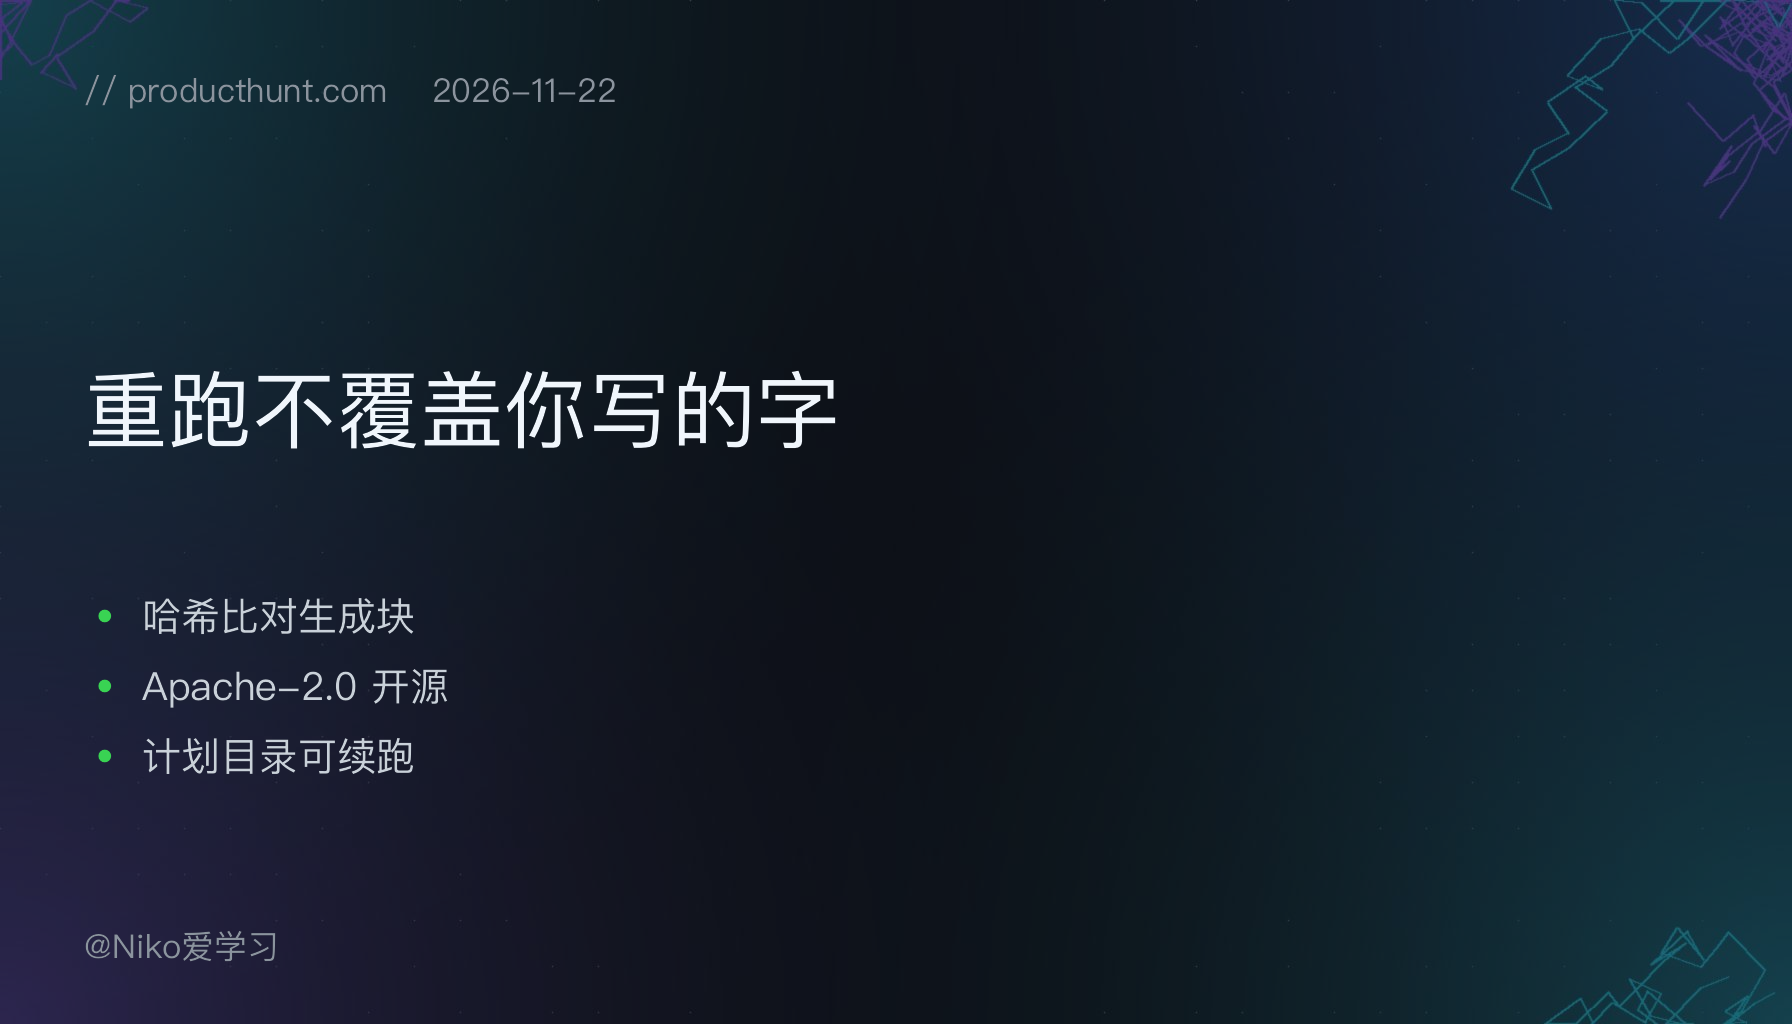 // producthunt.com 2026-11-22
重跑不覆盖你写的字
• 哈希比对生成块
• Apache-2.0 开源
• 计划目录可续跑
@Niko爱学习